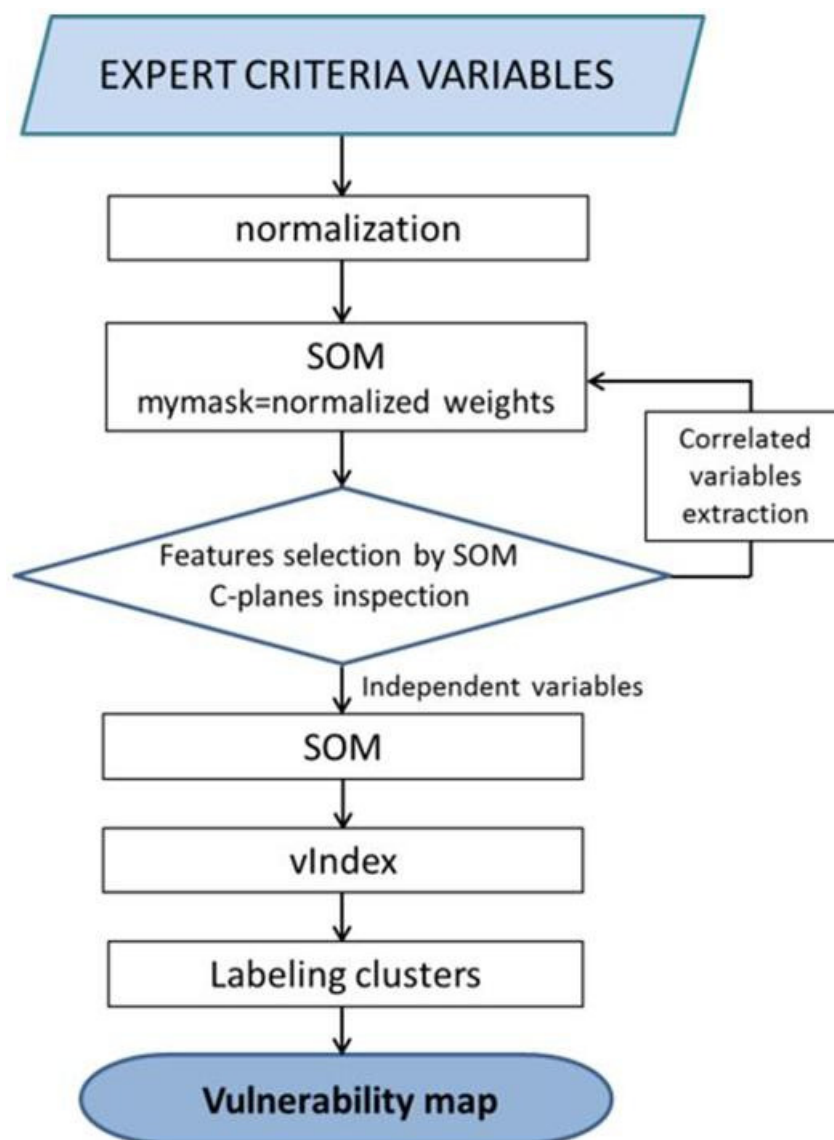 EXPERT CRITERIA VARIABLES
normalization
SOM
mymask=normalized weights
Correlated
variables
extraction
Features selection by SOM
C-planes inspection
Independent variables
SOM
vIndex
Labeling clusters
Vulnerability map